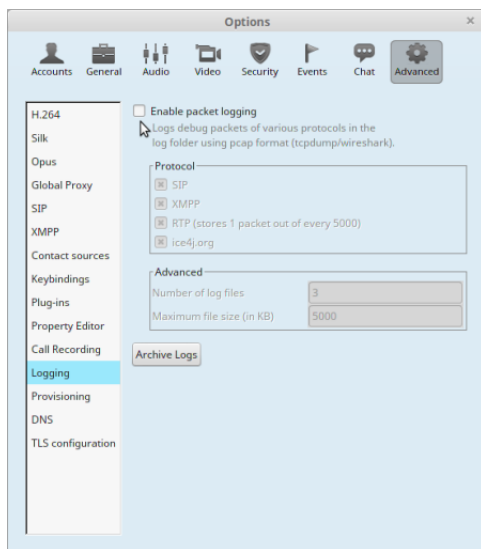 Options
×
Accounts General Audio Video Security Events Chat Advanced
H.264
Silk
Opus
Global Proxy
SIP
XMPP
Contact sources
Keybindings
Plug-ins
Property Editor
Call Recording
Logging
Provisioning
DNS
TLS configuration
Enable packet logging
Logs debug packets of various protocols in the
log folder using pcap format (tcpdump/wireshark).
Protocol
SIP
XMPP
RTP (stores 1 packet out of every 5000)
ice4j.org
Advanced
Number of log files 3
Maximum file size (in KB) 5000
Archive Logs